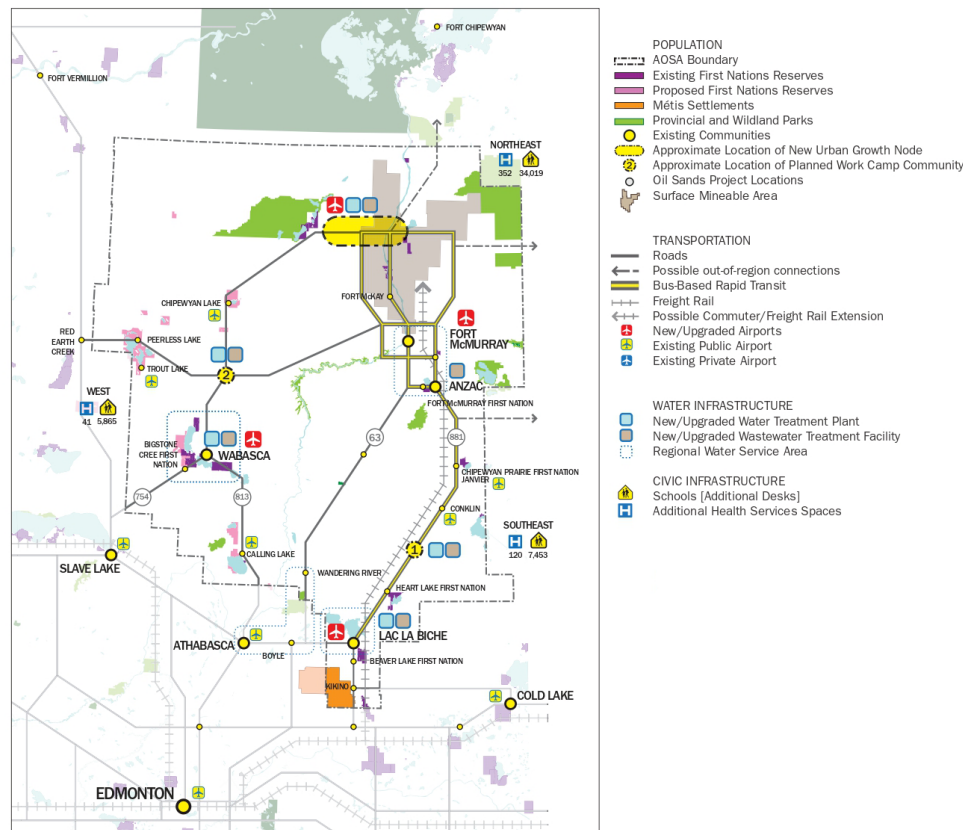 FORT CHIPEWYAN
FORT VERMILLION
NORTHEAST
352 34,019
CHIPEWYAN LAKE
FORT McKAY
RED
EARTH
CREEK
PEERLESS LAKE
FORT
McMURRAY
TROUT LAKE
2
ANZAC
WEST
41 5,865
FORT McMURRAY FIRST NATION
63
881
BIGSTONE
CREE FIRST
NATION
WABASCA
CHIPEWYAN PRAIRIE FIRST NATION
JANVIER
754
813
CONKLIN
SOUTHEAST
120 7,453
1
CALLING LAKE
SLAVE LAKE
WANDERING RIVER
HEART LAKE FIRST NATION
ATHABASCA
LAC LA BICHE
BOYLE
BEAVER LAKE FIRST NATION
KIKINO
COLD LAKE
EDMONTON
POPULATION
AOSA Boundary
Existing First Nations Reserves
Proposed First Nations Reserves
Métis Settlements
Provincial and Wildland Parks
Existing Communities
Approximate Location of New Urban Growth Node
2 Approximate Location of Planned Work Camp Community
Oil Sands Project Locations
Surface Mineable Area
TRANSPORTATION
Roads
Possible out-of-region connections
Bus-Based Rapid Transit
Freight Rail
Possible Commuter/Freight Rail Extension
New/Upgraded Airports
Existing Public Airport
Existing Private Airport
WATER INFRASTRUCTURE
New/Upgraded Water Treatment Plant
New/Upgraded Wastewater Treatment Facility
Regional Water Service Area
CIVIC INFRASTRUCTURE
Schools [Additional Desks]
H Additional Health Services Spaces